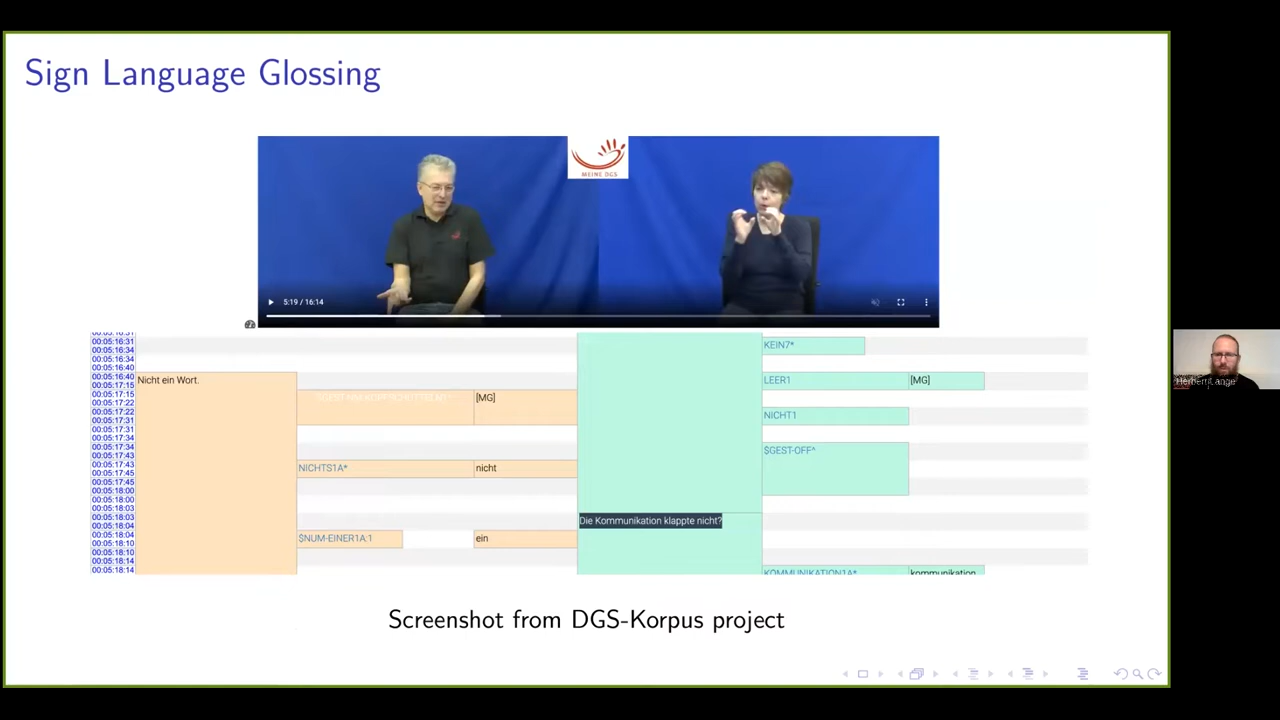 Sign Language Glossing
MEINE DGS
5:19 / 16:14
00:05:16:31
00:05:16:31
00:05:16:34
00:05:16:34
00:05:16:40
00:05:16:40
00:05:17:15
00:05:17:15
00:05:17:22
00:05:17:22
00:05:17:31
00:05:17:31
00:05:17:34
00:05:17:34
00:05:17:43
00:05:17:43
00:05:17:45
00:05:17:45
00:05:18:00
00:05:18:00
00:05:18:03
00:05:18:03
00:05:18:04
00:05:18:04
00:05:18:10
00:05:18:10
00:05:18:14
00:05:18:14
KEIN7*
Nicht ein Wort.
LEER1 [MG]
[MG]
NICHT1
$GEST-OFF^
NICHTS1A* nicht
Die Kommunikation klappte nicht?
$NUM-EINER1A:1 ein
KOMMUNIKATION1A* kommunikation
Screenshot from DGS-Korpus project
Herbert Lange